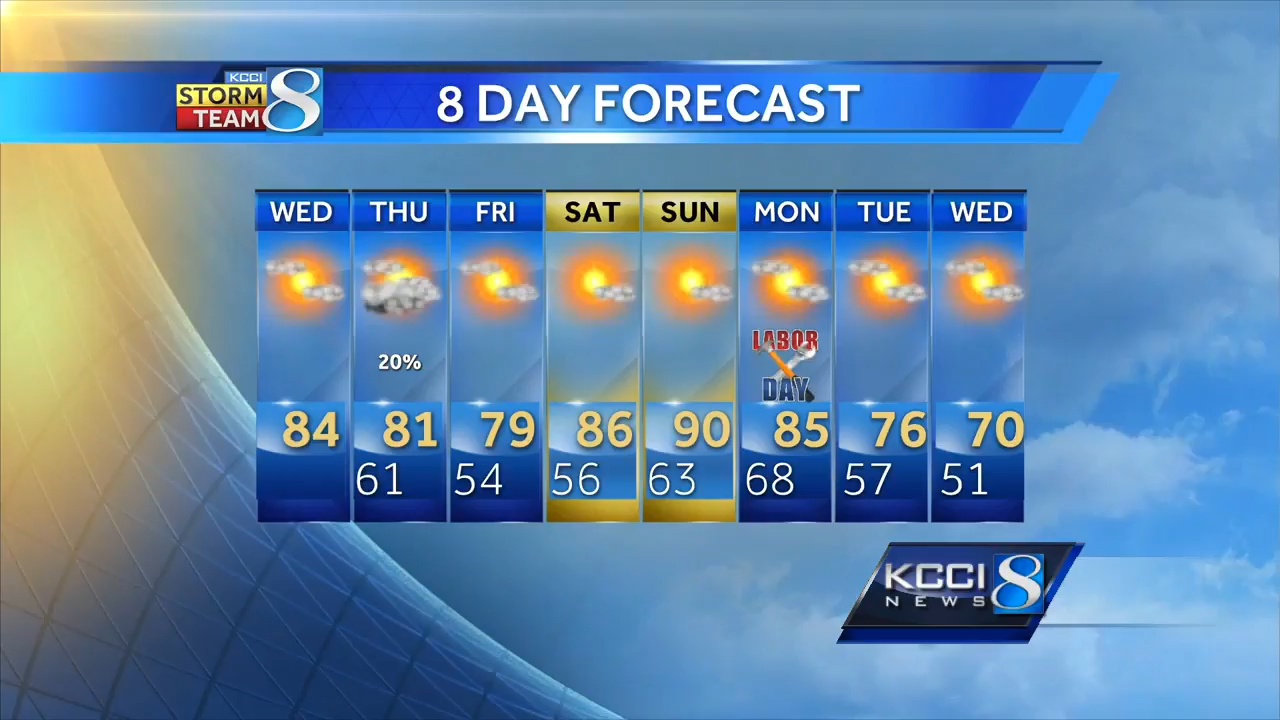 KCCI
STORM
TEAM 8
8 DAY FORECAST
WED THU FRI SAT SUN MON TUE WED
LABOR
20%
DAY
84 81 79 86 90 85 76 70
61 54 56 63 68 57 51
KCCI 8
NEWS